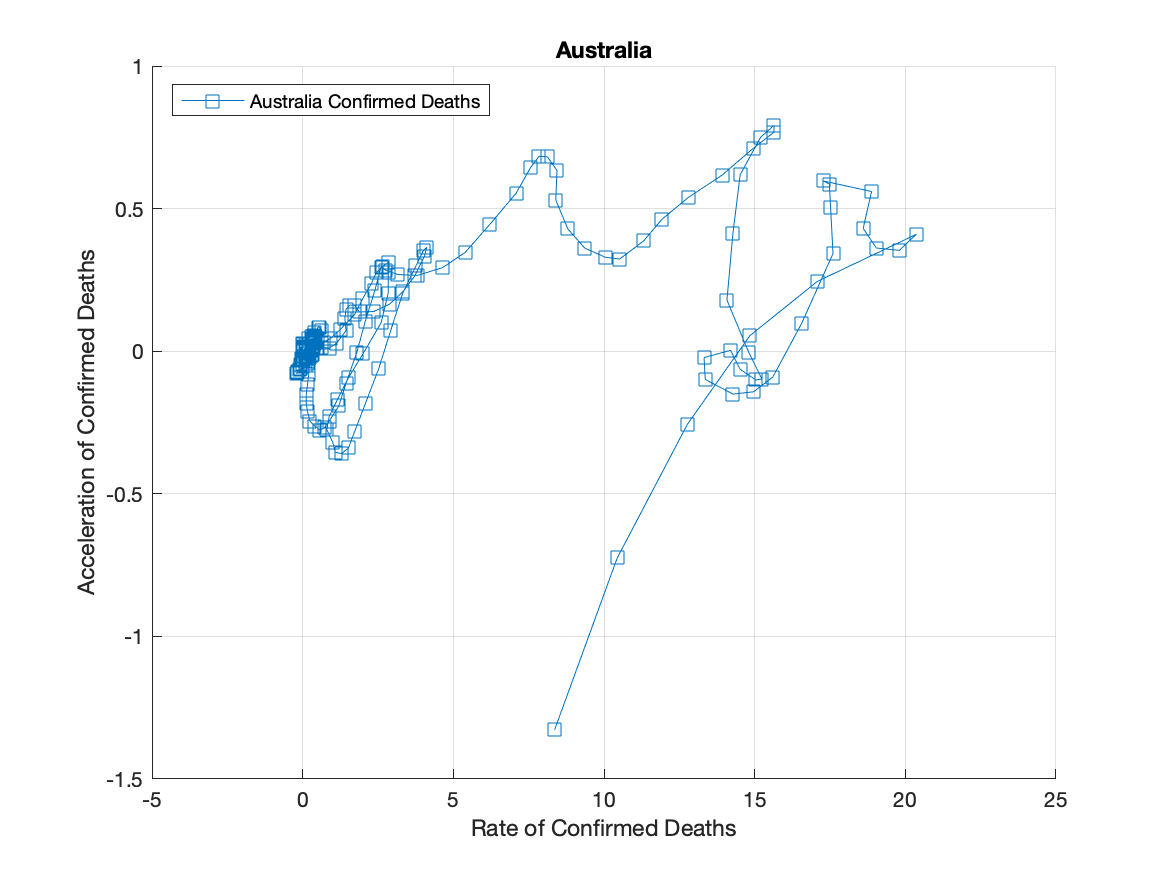 Australia
Australia Confirmed Deaths
Acceleration of Confirmed Deaths
1
0.5
0
-0.5
-1
-1.5
-5 0 5 10 15 20 25
Rate of Confirmed Deaths